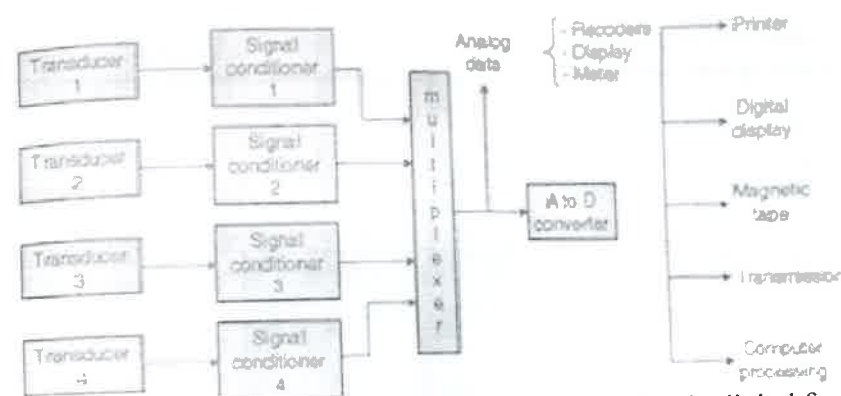 Transducer
1
Signal
conditioner
1
Transducer
2
Signal
conditioner
2
Transducer
3
Signal
conditioner
3
Transducer
4
Signal
conditioner
4
multiplexer
Analog
data
- Recoders
- Display
- Meter
A to D
converter
Printer
Digital
display
Magnetic
tape
Transmission
Computer
processing